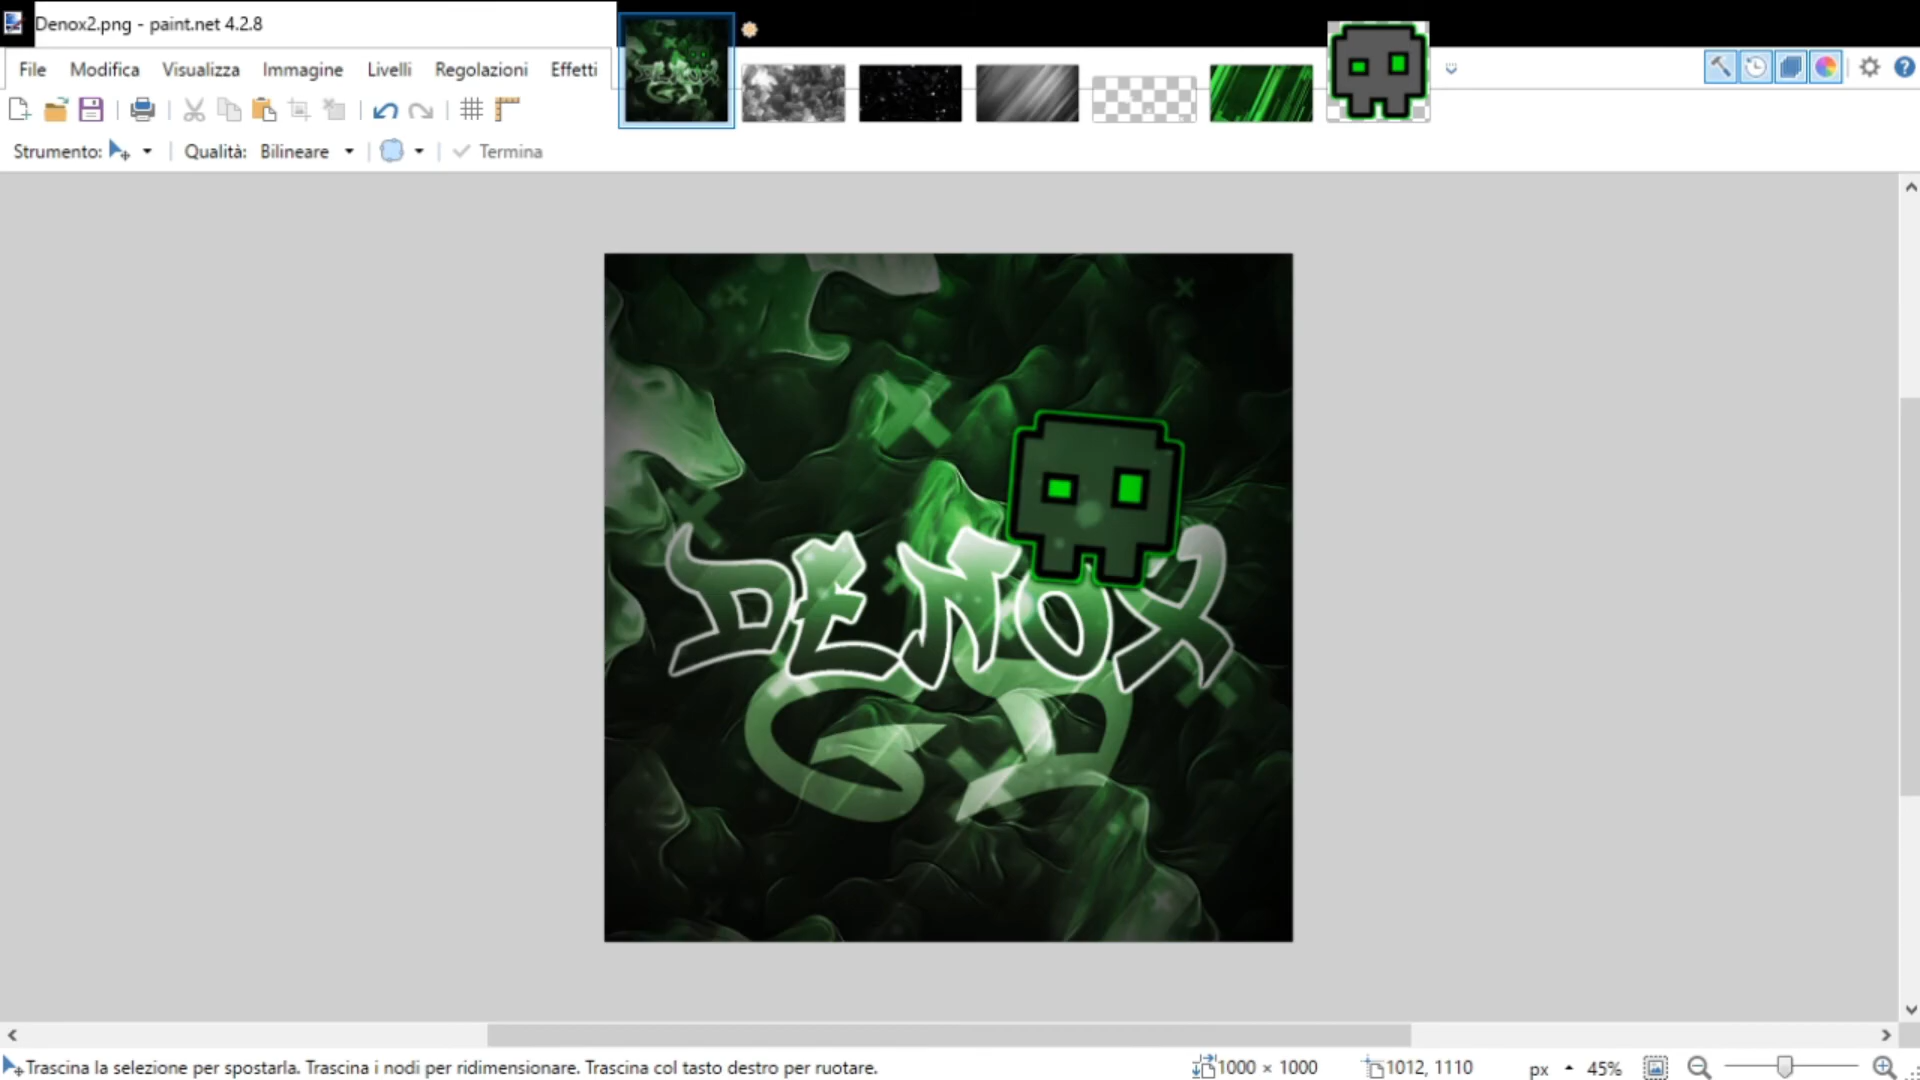 Denox2.png - paint.net 4.2.8
File Modifica Visualizza Immagine Livelli Regolazioni Effetti
Strumento: Qualità: Bilineare Termina
DENOX
GD
Trascina la selezione per spostarla. Trascina i nodi per ridimensionare. Trascina col tasto destro per ruotare. 1000 × 1000 1012, 1110 px 45%